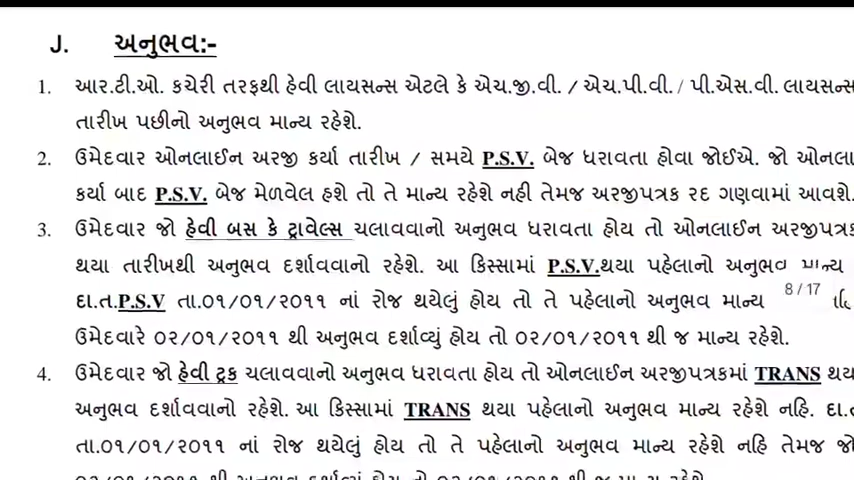 J. અનુભવ:-
1. આર.ટી.ઓ. કચેરી તરફથી હેવી લાયસન્સ એટલે કે એચ.જી.વી. / એચ.પી.વી. / પી.એસ.વી. લાયસન્સ
તારીખ પછીનો અનુભવ માન્ય રહેશે.
2. ઉમેદવાર ઓનલાઈન અરજી કર્યા તારીખ / સમયે P.S.V. બેજ ધરાવતા હોવા જોઈએ. જો ઓનલા
કર્યા બાદ P.S.V. બેજ મેળવેલ હશે તો તે માન્ય રહેશે નહી તેમજ અરજીપત્રક રદ ગણવામાં આવશે.
3. ઉમેદવાર જો હેવી બસ કે ટ્રાવેલ્સ ચલાવવાનો અનુભવ ધરાવતા હોય તો ઓનલાઈન અરજીપત્રક
થયા તારીખથી અનુભવ દર્શાવવાનો રહેશે. આ કિસ્સામાં P.S.V.થયા પહેલાનો અનુભવ માન્ય
દા.ત.P.S.V તા.૦૧/૦૧/૨૦૧૧ નાં રોજ થયેલું હોય તો તે પહેલાનો અનુભવ માન્ય
8/17
ઉમેદવારે ૦૨/૦૧/૨૦૧૧ થી અનુભવ દર્શાવ્યું હોય તો ૦૨/૦૧/૨૦૧૧ થી જ માન્ય રહેશે.
4. ઉમેદવાર જો હેવી ટ્રક ચલાવવાનો અનુભવ ધરાવતા હોય તો ઓનલાઈન અરજીપત્રકમાં TRANS થય
અનુભવ દર્શાવવાનો રહેશે. આ કિસ્સામાં TRANS થયા પહેલાનો અનુભવ માન્ય રહેશે નહિ. દા.ત
તા.૦૧/૦૧/૨૦૧૧ નાં રોજ થયેલું હોય તો તે પહેલાનો અનુભવ માન્ય રહેશે નહિ તેમજ જો